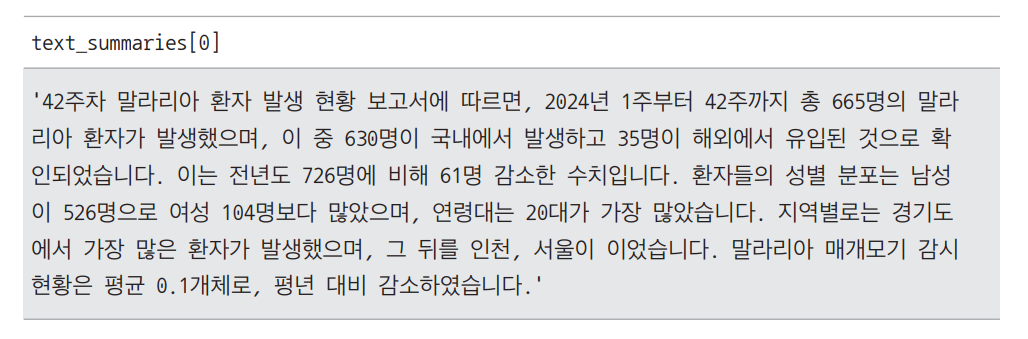 text_summaries[0]
'42주차 말라리아 환자 발생 현황 보고서에 따르면, 2024년 1주부터 42주까지 총 665명의 말라
리아 환자가 발생했으며, 이 중 630명이 국내에서 발생하고 35명이 해외에서 유입된 것으로 확
인되었습니다. 이는 전년도 726명에 비해 61명 감소한 수치입니다. 환자들의 성별 분포는 남성
이 526명으로 여성 104명보다 많았으며, 연령대는 20대가 가장 많았습니다. 지역별로는 경기도
에서 가장 많은 환자가 발생했으며, 그 뒤를 인천, 서울이 이었습니다. 말라리아 매개모기 감시
현황은 평균 0.1개체로, 평년 대비 감소하였습니다.'